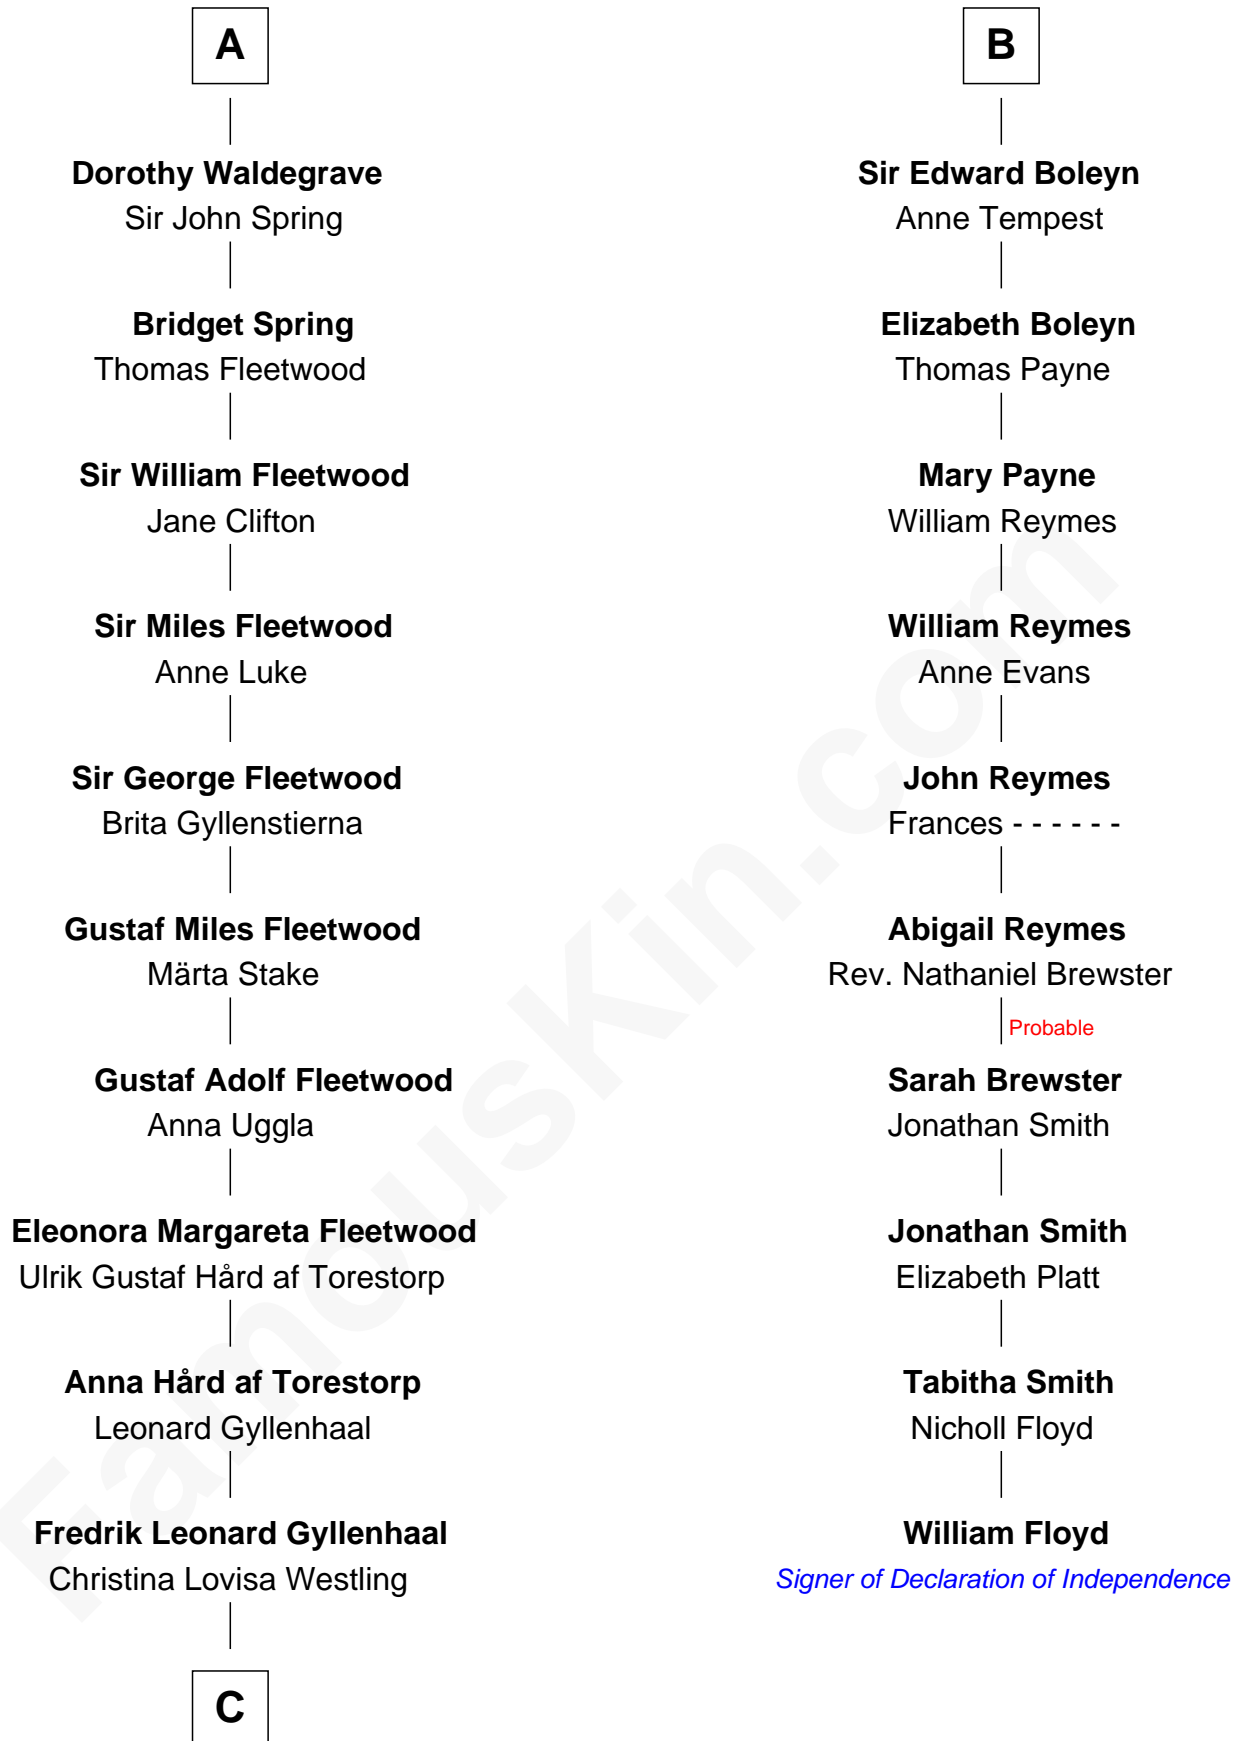 A
Dorothy Waldegrave
Sir John Spring
Bridget Spring
Thomas Fleetwood
Sir William Fleetwood
Jane Clifton
Sir Miles Fleetwood
Anne Luke
Sir George Fleetwood
Brita Gyllenstierna
Gustaf Miles Fleetwood
Märta Stake
Gustaf Adolf Fleetwood
Anna Uggla
Eleonora Margareta Fleetwood
Ulrik Gustaf Hård af Torestorp
Anna Hård af Torestorp
Leonard Gyllenhaal
Fredrik Leonard Gyllenhaal
Christina Lovisa Westling
C
B
Sir Edward Boleyn
Anne Tempest
Elizabeth Boleyn
Thomas Payne
Mary Payne
William Reymes
William Reymes
Anne Evans
John Reymes
Frances - - - - - -
Abigail Reymes
Rev. Nathaniel Brewster
Probable
Sarah Brewster
Jonathan Smith
Jonathan Smith
Elizabeth Platt
Tabitha Smith
Nicholl Floyd
William Floyd
Signer of Declaration of Independence
FamousKin.com